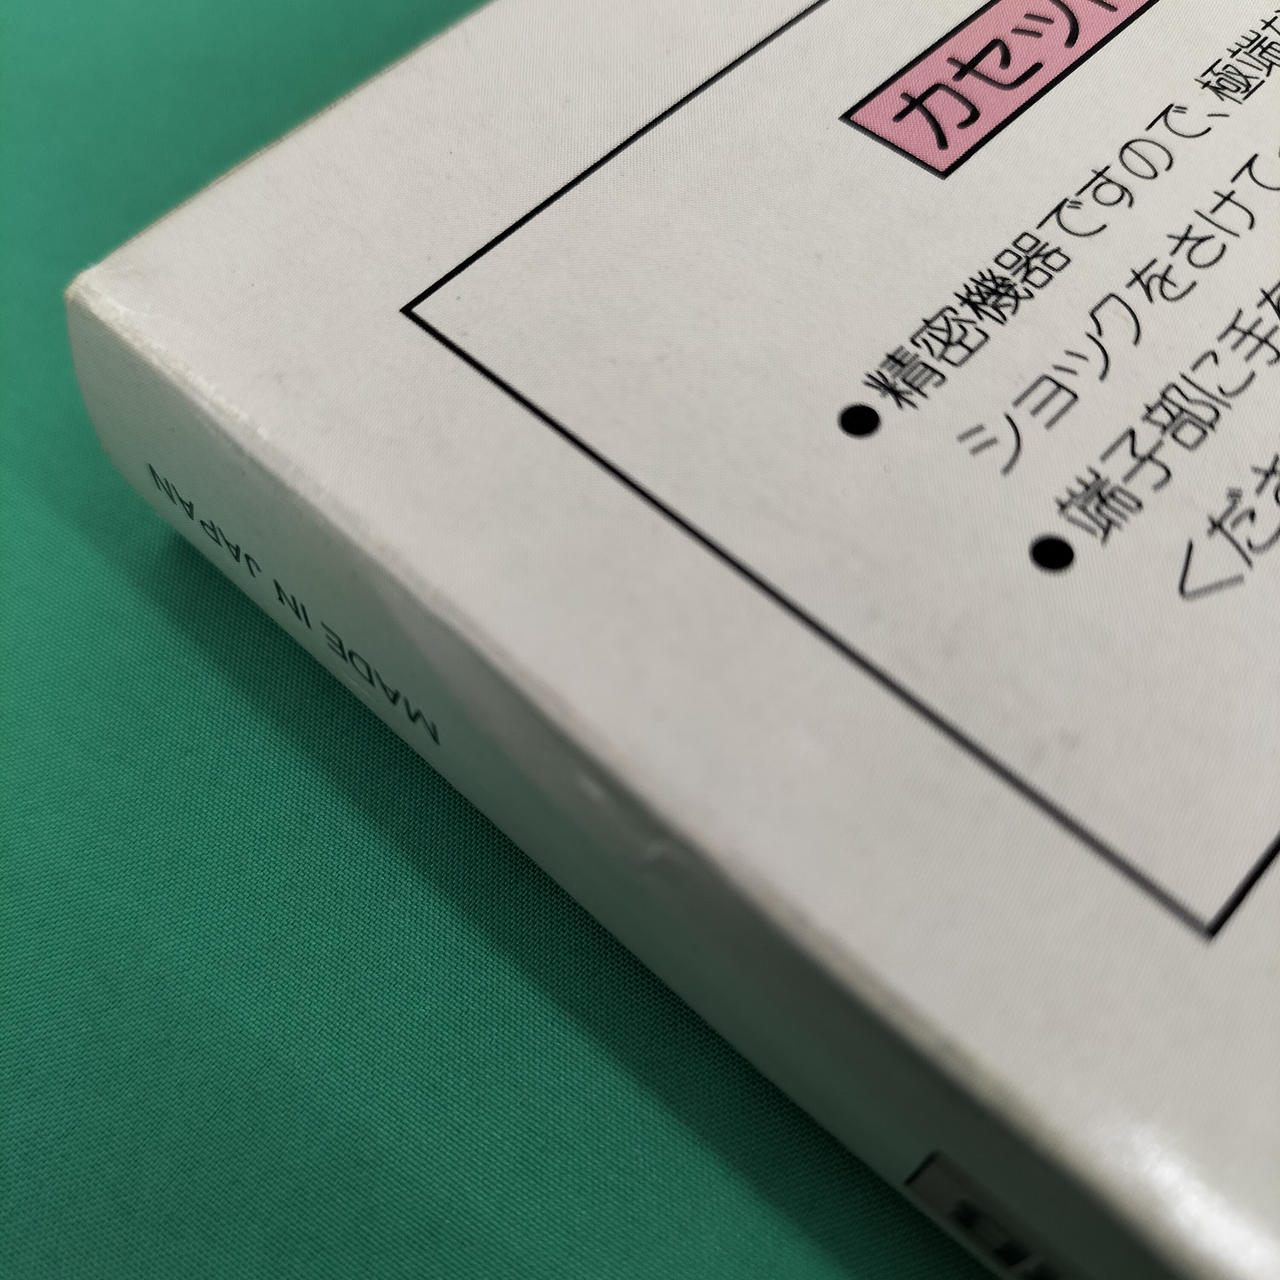 カセット
精密機器ですので、極端な
ショックをさけて
端子部に手を
くださ
MADE IN JAPAN